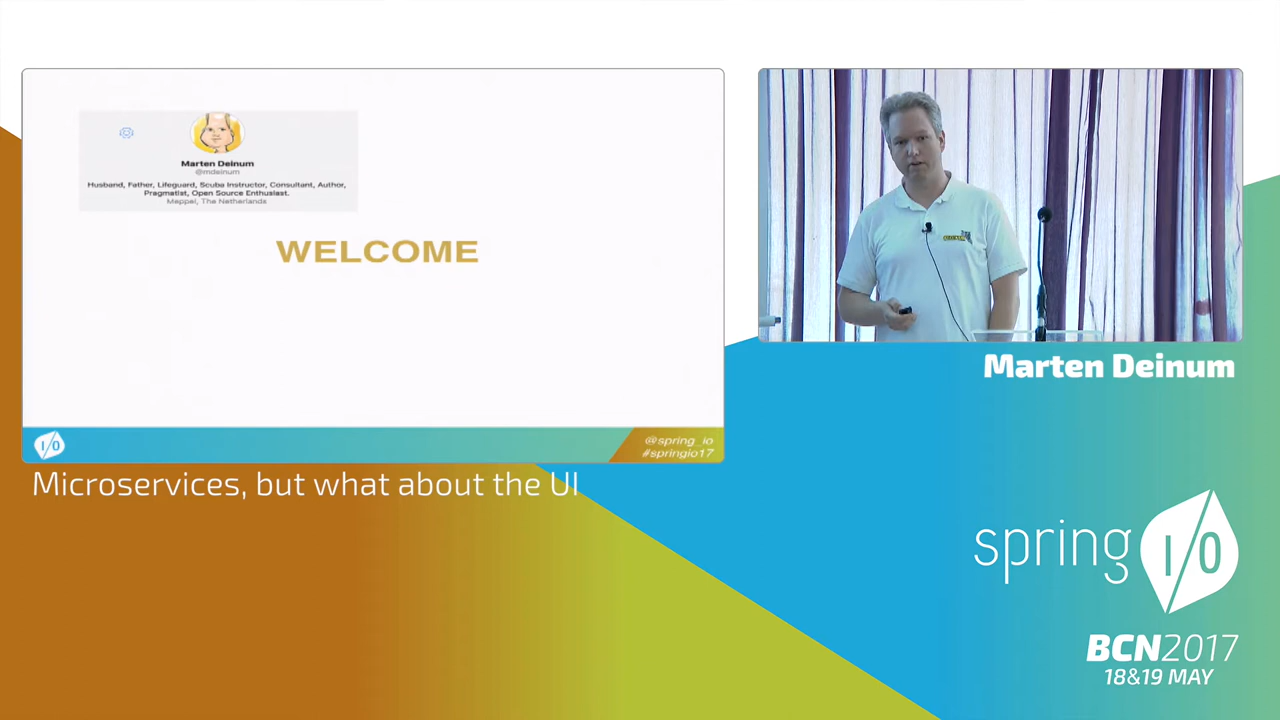 Marten Deinum
@mdeinum
Husband, Father, Lifeguard, Scuba Instructor, Consultant, Author,
Pragmatist, Open Source Enthusiast.
Meppel, The Netherlands
WELCOME
I/O
@spring_io
#springio17
Microservices, but what about the UI
Marten Deinum
spring I/O
BCN2017
18&19 MAY